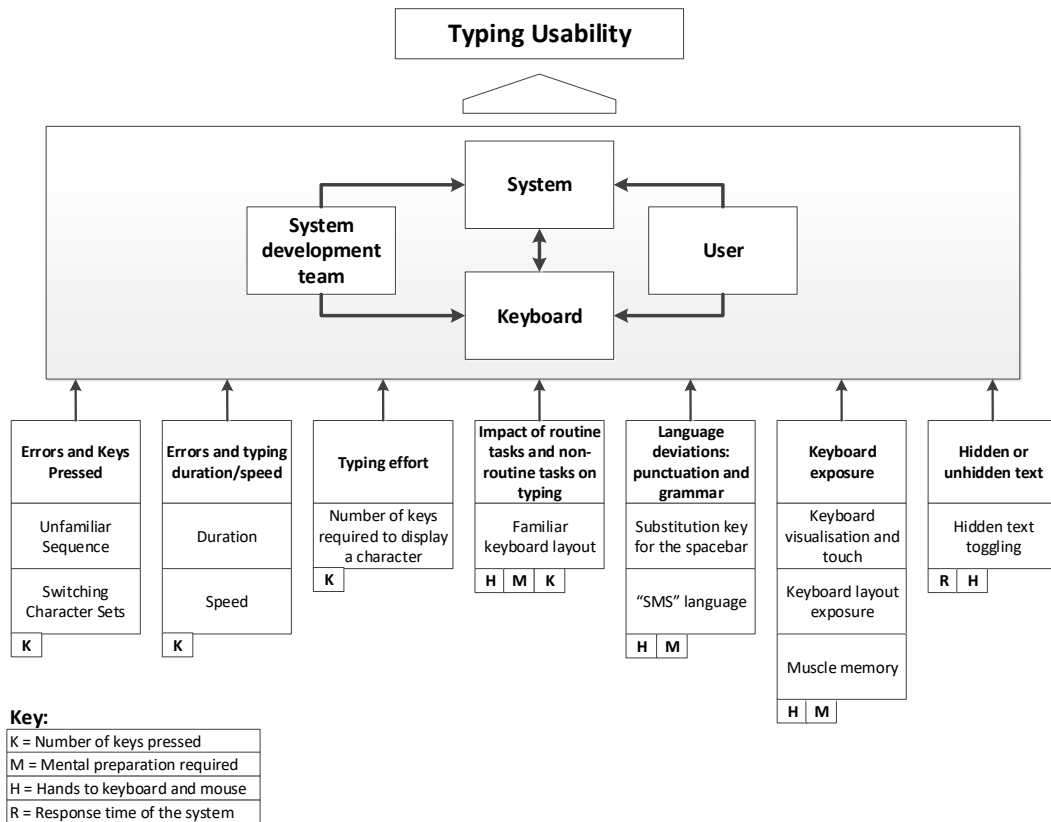 Typing Usability
System
System
development
team
User
Keyboard
Errors and Keys
Pressed
Unfamiliar
Sequence
Switching
Character Sets
K
Errors and typing
duration/speed
Duration
Speed
K
Typing effort
Number of keys
required to display
a character
K
Impact of routine
tasks and non-
routine tasks on
typing
Familiar
keyboard layout
H M K
Language
deviations:
punctuation and
grammar
Substitution key
for the spacebar
“SMS” language
H M
Keyboard
exposure
Keyboard
visualisation and
touch
Keyboard layout
exposure
Muscle memory
H M
Hidden or
unhidden text
Hidden text
toggling
R H
Key:
K = Number of keys pressed
M = Mental preparation required
H = Hands to keyboard and mouse
R = Response time of the system